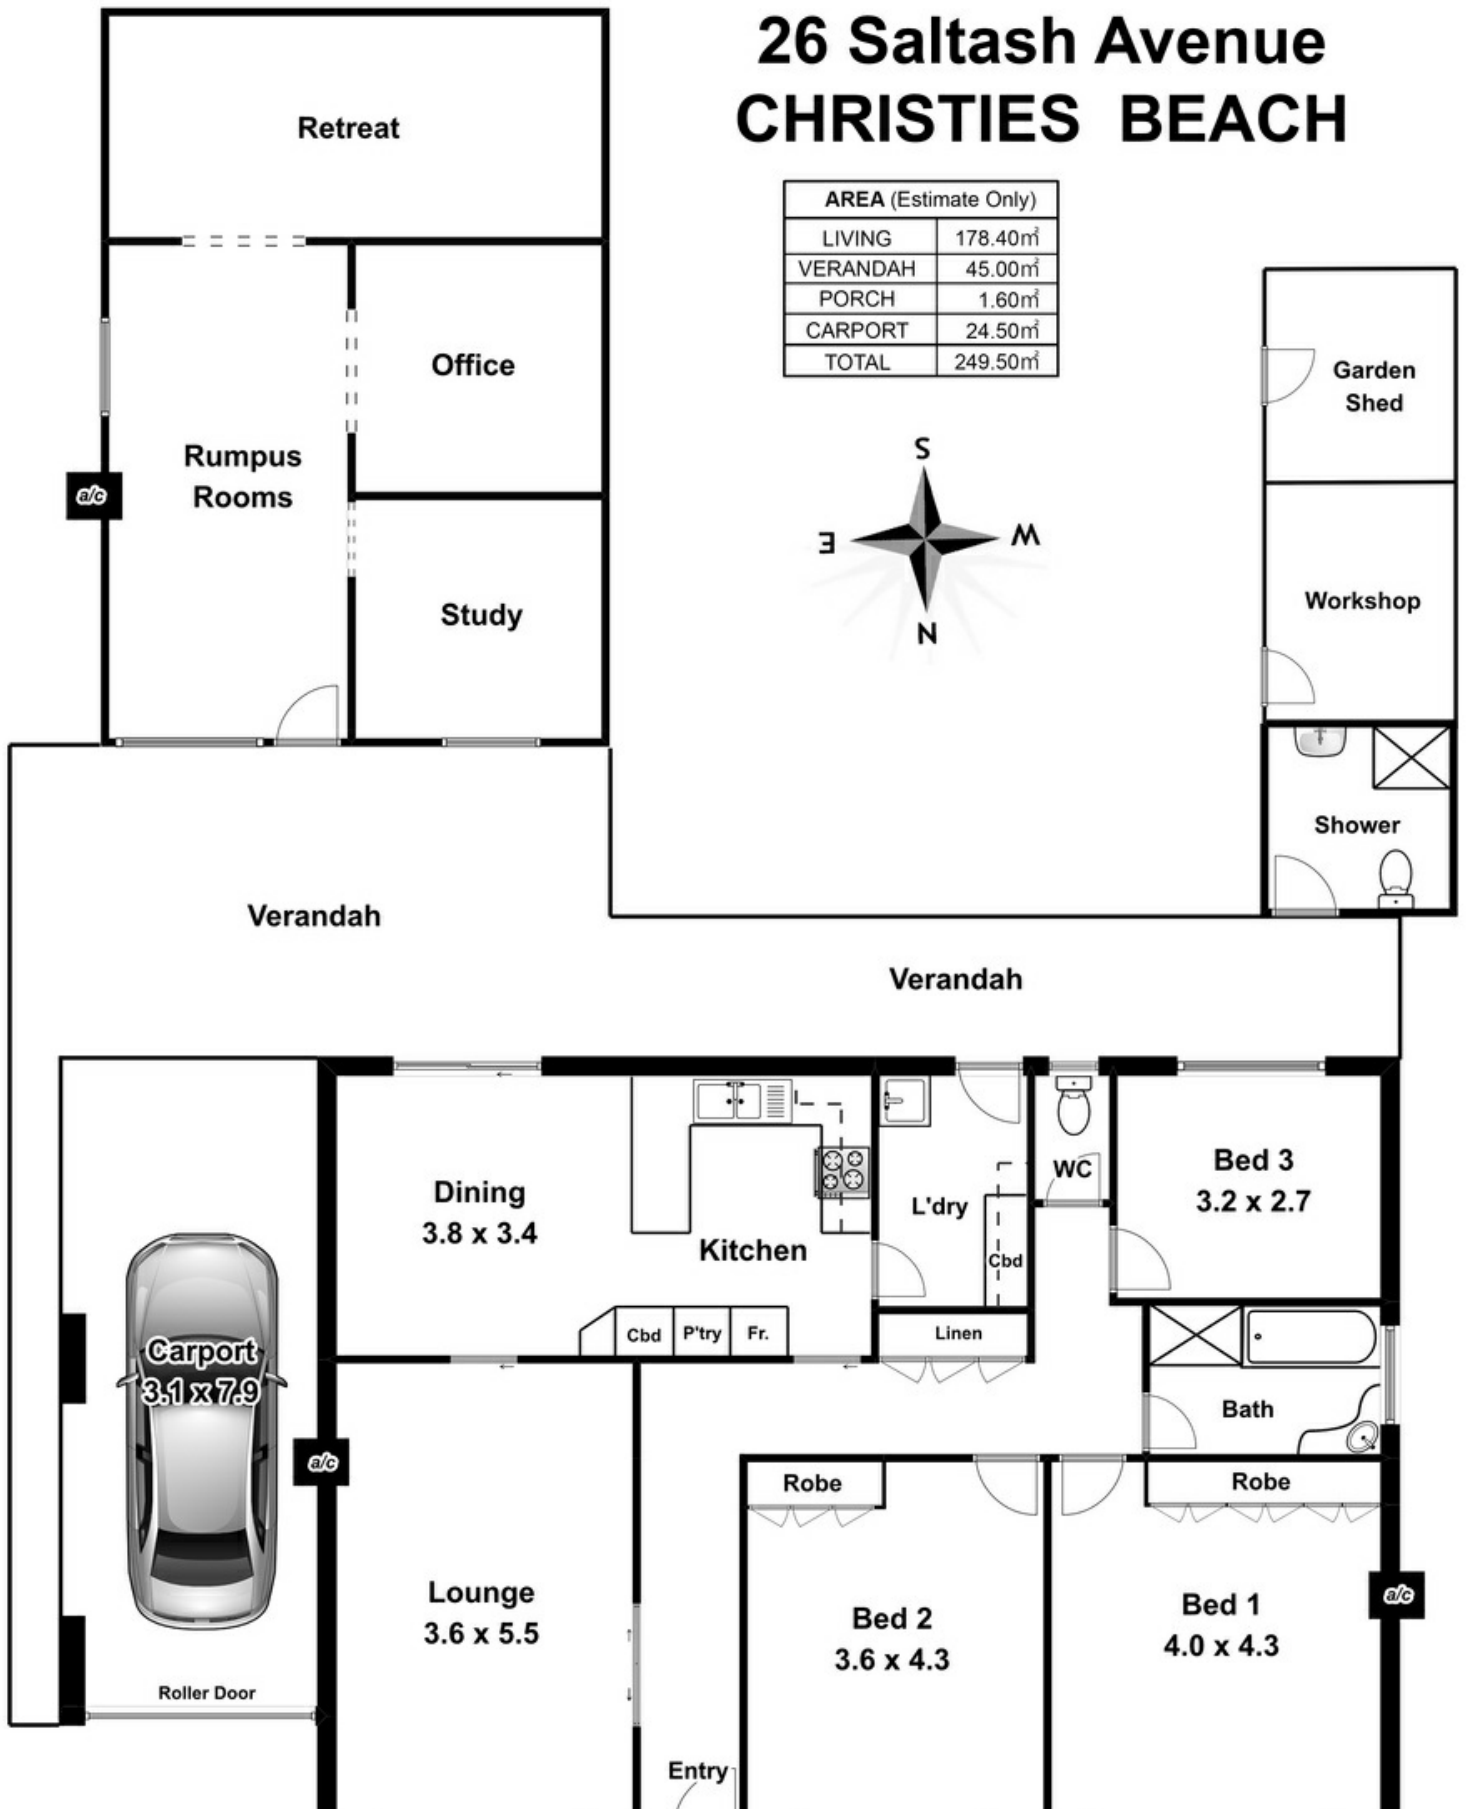 26 Saltash Avenue
CHRISTIES BEACH
AREA (Estimate Only)
LIVING 178.40㎡
VERANDAH 45.00㎡
PORCH 1.60㎡
CARPORT 24.50㎡
TOTAL 249.50㎡
Retreat
Office
Rumpus
Rooms
a/c
Study
S
E
W
N
Garden
Shed
Workshop
Shower
Verandah
Verandah
Dining
3.8 x 3.4
Kitchen
L'dry
Cbd
WC
Bed 3
3.2 x 2.7
Cbd
P'try
Fr.
Linen
Carport
3.1 x 7.9
Bath
a/c
Robe
Robe
Lounge
3.6 x 5.5
Bed 2
3.6 x 4.3
Bed 1
4.0 x 4.3
a/c
Roller Door
Entry